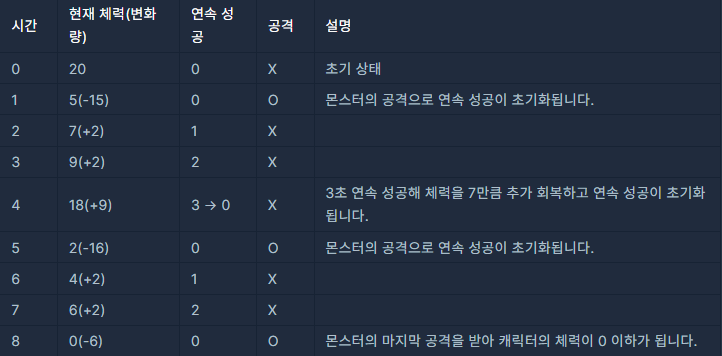 시간 현재 체력(변화량) 연속 성공 공격 설명
0 20 0 X 초기 상태
1 5(-15) 0 O 몬스터의 공격으로 연속 성공이 초기화됩니다.
2 7(+2) 1 X
3 9(+2) 2 X
4 18(+9) 3 → 0 X 3초 연속 성공해 체력을 7만큼 추가 회복하고 연속 성공이 초기화
됩니다.
5 2(-16) 0 O 몬스터의 공격으로 연속 성공이 초기화됩니다.
6 4(+2) 1 X
7 6(+2) 2 X
8 0(-6) 0 O 몬스터의 마지막 공격을 받아 캐릭터의 체력이 0 이하가 됩니다.